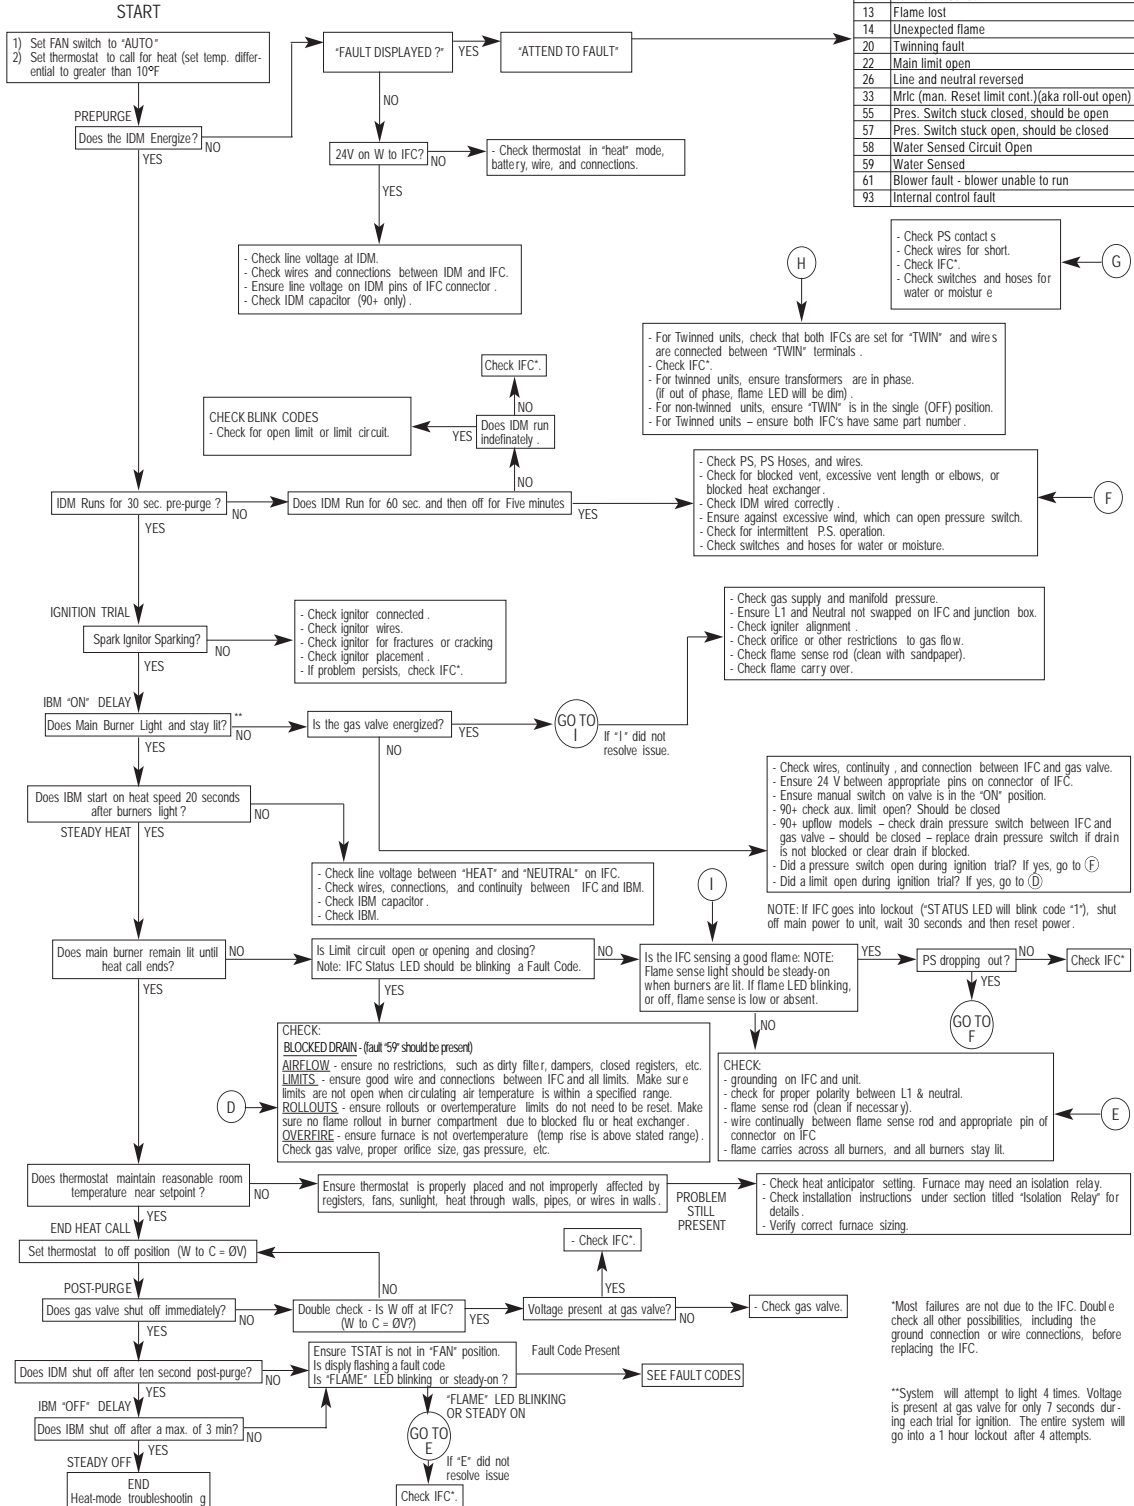 START
1) Set FAN switch to "AUTO"
2) Set thermostat to call for heat (set temp. differ-
ential to greater than 10°F
PREPURGE
Does the IDM Energize?
NO
YES
"FAULT DISPLAYED ?"
YES
"ATTEND TO FAULT"
NO
24V on W to IFC?
NO
- Check thermostat in "heat" mode,
battery, wire, and connections.
YES
- Check line voltage at IDM.
- Check wires and connections between IDM and IFC.
- Ensure line voltage on IDM pins of IFC connector .
- Check IDM capacitor (90+ only) .
13 Flame lost
14 Unexpected flame
20 Twinning fault
22 Main limit open
26 Line and neutral reversed
33 Mrlc (man. Reset limit cont.)(aka roll-out open)
55 Pres. Switch stuck closed, should be open
57 Pres. Switch stuck open, should be closed
58 Water Sensed Circuit Open
59 Water Sensed
61 Blower fault - blower unable to run
93 Internal control fault
- Check PS contact s
- Check wires for short.
- Check IFC*.
- Check switches and hoses for
water or moistur e
G
H
- For Twinned units, check that both IFCs are set for "TWIN" and wires
are connected between "TWIN" terminals .
- Check IFC*.
- For twinned units, ensure transformers are in phase.
(if out of phase, flame LED will be dim) .
- For non-twinned units, ensure "TWIN" is in the single (OFF) position.
- For Twinned units – ensure both IFC's have same part number .
Check IFC*.
NO
CHECK BLINK CODES
- Check for open limit or limit circuit.
YES
Does IDM run
indefinately .
NO
IDM Runs for 30 sec. pre-purge ?
NO
YES
Does IDM Run for 60 sec. and then off for Five minutes
YES
- Check PS, PS Hoses, and wires.
- Check for blocked vent, excessive vent length or elbows, or
blocked heat exchanger .
- Check IDM wired correctly .
- Ensure against excessive wind, which can open pressure switch.
- Check for intermittent P.S. operation.
- Check switches and hoses for water or moisture.
F
IGNITION TRIAL
Spark Ignitor Sparking?
NO
YES
- Check ignitor connected .
- Check ignitor wires.
- Check ignitor for fractures or cracking
- Check ignitor placement .
- If problem persists, check IFC*.
- Check gas supply and manifold pressure.
- Ensure L1 and Neutral not swapped on IFC and junction box.
- Check igniter alignment .
- Check orifice or other restrictions to gas flow.
- Check flame sense rod (clean with sandpaper).
- Check flame carry over.
IBM "ON" DELAY
Does Main Burner Light and stay lit?
**
NO
YES
Is the gas valve energized?
YES
NO
GO TO
I
If "I" did not
resolve issue.
- Check wires, continuity , and connection between IFC and gas valve.
- Ensure 24 V between appropriate pins on connector of IFC.
- Ensure manual switch on valve is in the "ON" position.
- 90+ check aux. limit open? Should be closed
- 90+ upflow models – check drain pressure switch between IFC and
gas valve – should be closed – replace drain pressure switch if drain
is not blocked or clear drain if blocked.
- Did a pressure switch open during ignition trial? If yes, go to F
- Did a limit open during ignition trial? If yes, go to D
NOTE: If IFC goes into lockout ("STATUS LED will blink code "1"), shut
off main power to unit, wait 30 seconds and then reset power .
Does IBM start on heat speed 20 seconds
after burners light ?
NO
STEADY HEAT YES
- Check line voltage between "HEAT" and "NEUTRAL" on IFC.
- Check wires, connections, and continuity between IFC and IBM.
- Check IBM capacitor .
- Check IBM.
I
Does main burner remain lit until
heat call ends?
NO
YES
Is Limit circuit open or opening and closing?
Note: IFC Status LED should be blinking a Fault Code.
NO
YES
Is the IFC sensing a good flame: NOTE:
Flame sense light should be steady-on
when burners are lit. If flame LED blinking,
or off, flame sense is low or absent.
YES
NO
PS dropping out?
NO
Check IFC*
YES
GO TO
F
D
CHECK:
BLOCKED DRAIN - (fault "59" should be present)
AIRFLOW - ensure no restrictions, such as dirty filter, dampers, closed registers, etc.
LIMITS - ensure good wire and connections between IFC and all limits. Make sure
limits are not open when circulating air temperature is within a specified range.
ROLLOUTS - ensure rollouts or overtemperature limits do not need to be reset. Make
sure no flame rollout in burner compartment due to blocked flu or heat exchanger .
OVERFIRE - ensure furnace is not overtemperature (temp rise is above stated range) .
Check gas valve, proper orifice size, gas pressure, etc.
CHECK:
- grounding on IFC and unit.
- check for proper polarity between L1 & neutral.
- flame sense rod (clean if necessary).
- wire continually between flame sense rod and appropriate pin of
connector on IFC
- flame carries across all burners, and all burners stay lit.
E
Does thermostat maintain reasonable room
temperature near setpoint ?
NO
YES
Ensure thermostat is properly placed and not improperly affected by
registers, fans, sunlight, heat through walls, pipes, or wires in walls .
PROBLEM
STILL
PRESENT
- Check heat anticipator setting. Furnace may need an isolation relay.
- Check installation instructions under section titled "Isolation Relay" for
details .
- Verify correct furnace sizing.
END HEAT CALL
Set thermostat to off position (W to C = ØV)
- Check IFC*.
POST-PURGE
NO
YES
Does gas valve shut off immediately?
NO
YES
Double check - Is W off at IFC?
(W to C = ØV?)
YES
Voltage present at gas valve?
NO
- Check gas valve.
Does IDM shut off after ten second post-purge?
NO
YES
Ensure TSTAT is not in "FAN" position.
Is disply flashing a fault code
Is "FLAME" LED blinking or steady-on ?
Fault Code Present
SEE FAULT CODES
"FLAME" LED BLINKING
OR STEADY ON
IBM "OFF" DELAY
Does IBM shut off after a max. of 3 min?
NO
YES
GO TO
E
If "E" did not
resolve issue
Check IFC*.
STEADY OFF
END
Heat-mode troubleshootin g
*Most failures are not due to the IFC. Double
check all other possibilities, including the
ground connection or wire connections, before
replacing the IFC.
**System will attempt to light 4 times. Voltage
is present at gas valve for only 7 seconds dur-
ing each trial for ignition. The entire system will
go into a 1 hour lockout after 4 attempts.